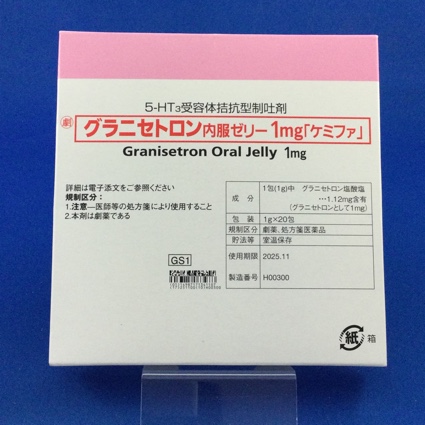 5-HT₃受容体拮抗型制吐剤
劇 グラニセトロン内服ゼリー1mg「ケミファ」
Granisetron Oral Jelly 1mg
詳細は電子添文をご参照ください
規制区分：
1.注意―医師等の処方箋により使用すること
2.本剤は劇薬である
成分 1包(1g)中 グラニセトロン塩酸塩
…1.12mg含有
(グラニセトロンとして1mg)
包装 1g×20包
規制区分 劇薬、処方箋医薬品
貯法等 室温保存
使用期限 2025.11
製造番号 H00300
GS1
紙 箱